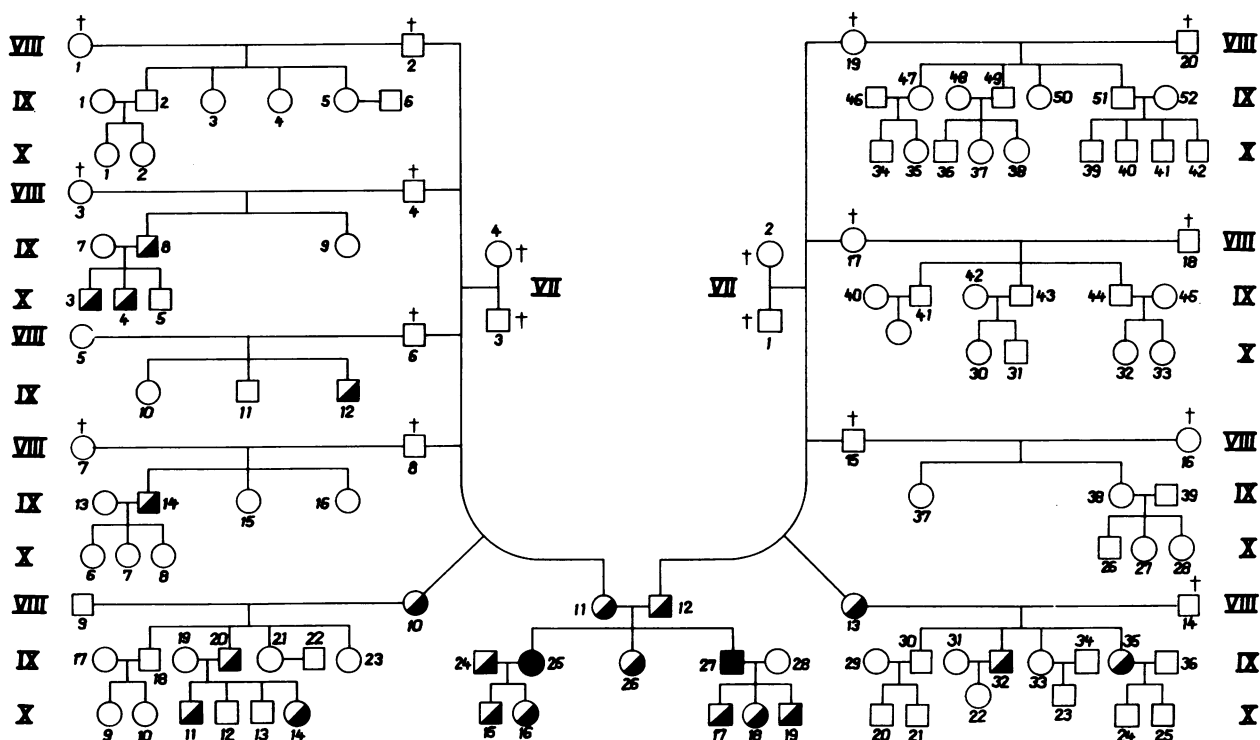 † † † †
VIII 1 2 19 20 VIII
IX 1 2 3 4 5 6 46 47 48 49 50 51 52 IX
X 1 2 34 35 36 37 38 39 40 41 42 X
† †
VIII 3 4
4 † 2 †
† †
17 18 VIII
IX 7 8 9
VII VII
40 41 42 43 44 45 IX
X 3 4 5
3 † † 1
†
VIII 5 6
30 31 32 33 X
IX 10 11 12
† † † †
VIII 7 8 15 16 VIII
IX 13 14 15 16 37 38 39 IX
X 6 7 8 26 27 28 X
†
VIII 9 10 11 12 13 14 VIII
IX 17 18 19 20 21 22 23 24 25 26 27 28 29 30 31 32 33 34 35 36 IX
X 9 10 11 12 13 14 15 16 17 18 19 20 21 22 23 24 25 X